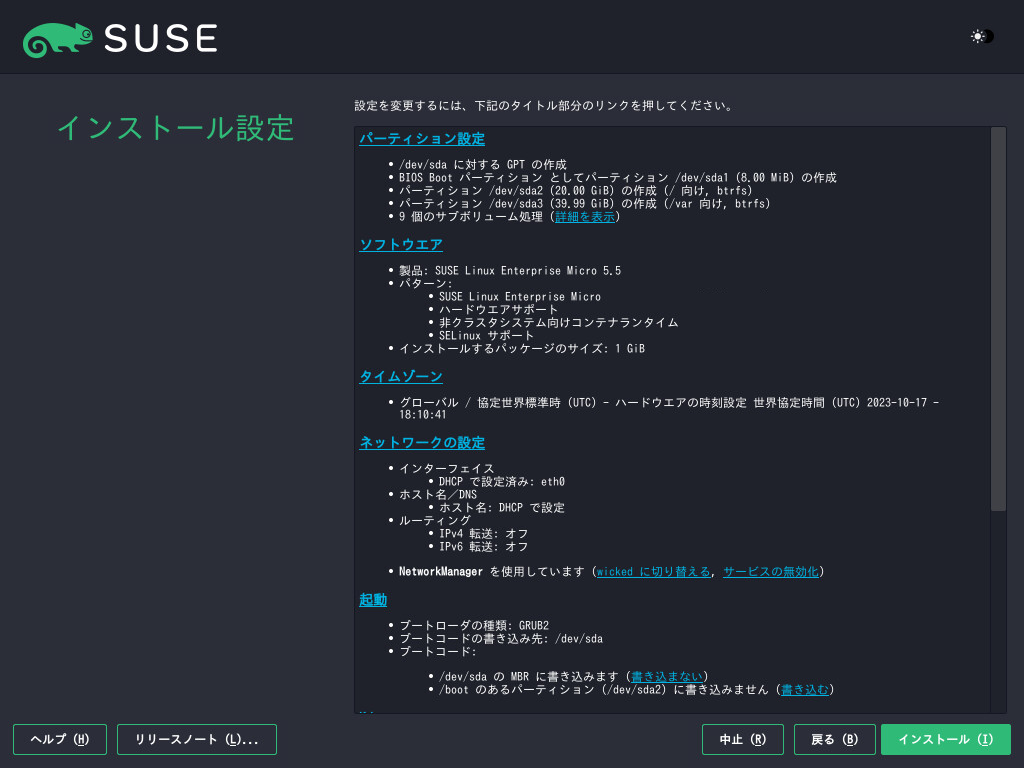 SUSE
インストール設定
設定を変更するには、下記のタイトル部分のリンクを押してください。
パーティション設定
• /dev/sda に対する GPT の作成
• BIOS Boot パーティション としてパーティション /dev/sda1 (8.00 MiB) の作成
• パーティション /dev/sda2 (20.00 GiB) の作成 (/ 向け, btrfs)
• パーティション /dev/sda3 (39.99 GiB) の作成 (/var 向け, btrfs)
• 9 個のサブボリューム処理 (詳細を表示)
ソフトウエア
• 製品: SUSE Linux Enterprise Micro 5.5
• パターン:
• SUSE Linux Enterprise Micro
• ハードウエアサポート
• 非クラスタシステム向けコンテナランタイム
• SELinux サポート
• インストールするパッケージのサイズ: 1 GiB
タイムゾーン
• グローバル / 協定世界標準時 (UTC) - ハードウエアの時刻設定 世界協定時間 (UTC) 2023-10-17 -
18:10:41
ネットワークの設定
• インターフェイス
• DHCP で設定済み: eth0
• ホスト名／DNS
• ホスト名: DHCP で設定
• ルーティング
• IPv4 転送: オフ
• IPv6 転送: オフ
• NetworkManager を使用しています (wicked に切り替える, サービスの無効化)
起動
• ブートローダの種類: GRUB2
• ブートコードの書き込み先: /dev/sda
• ブートコード:
• /dev/sda の MBR に書き込みます (書き込まない)
• /boot のあるパーティション (/dev/sda2) に書き込みません (書き込む)
ヘルプ (H) リリースノート (L)... 中止 (R) 戻る (B) インストール (I)